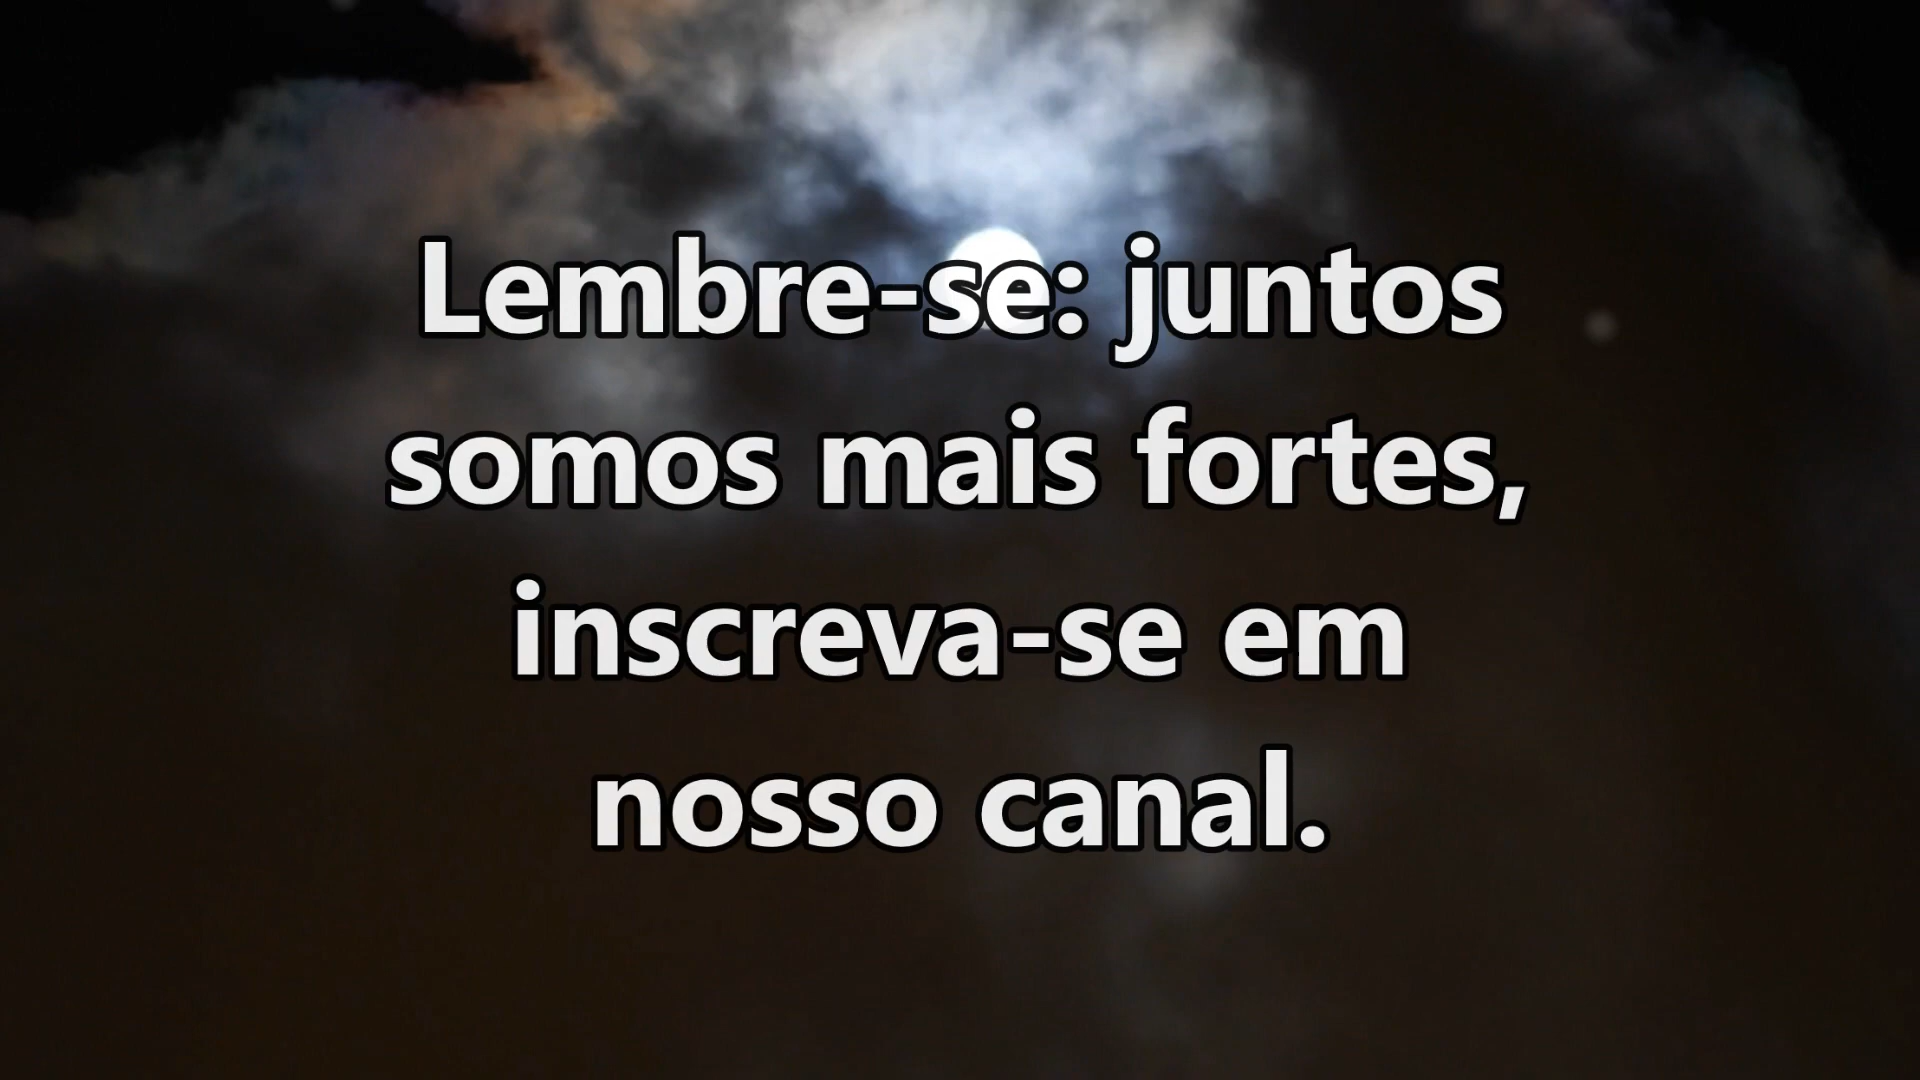 Lembre-se: juntos
somos mais fortes,
inscreva-se em
nosso canal.